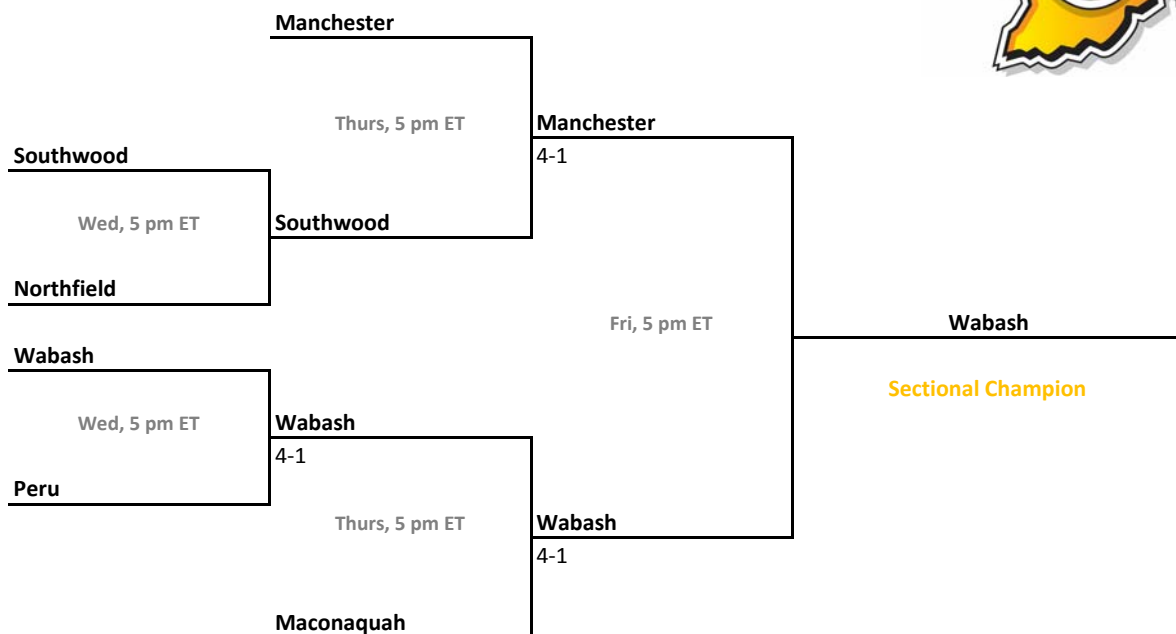 Manchester
Thurs, 5 pm ET
Manchester
4-1
Southwood
Wed, 5 pm ET
Southwood
Northfield
Fri, 5 pm ET
Wabash
Wabash
Sectional Champion
Wed, 5 pm ET
Wabash
4-1
Peru
Thurs, 5 pm ET
Wabash
4-1
Maconaquah